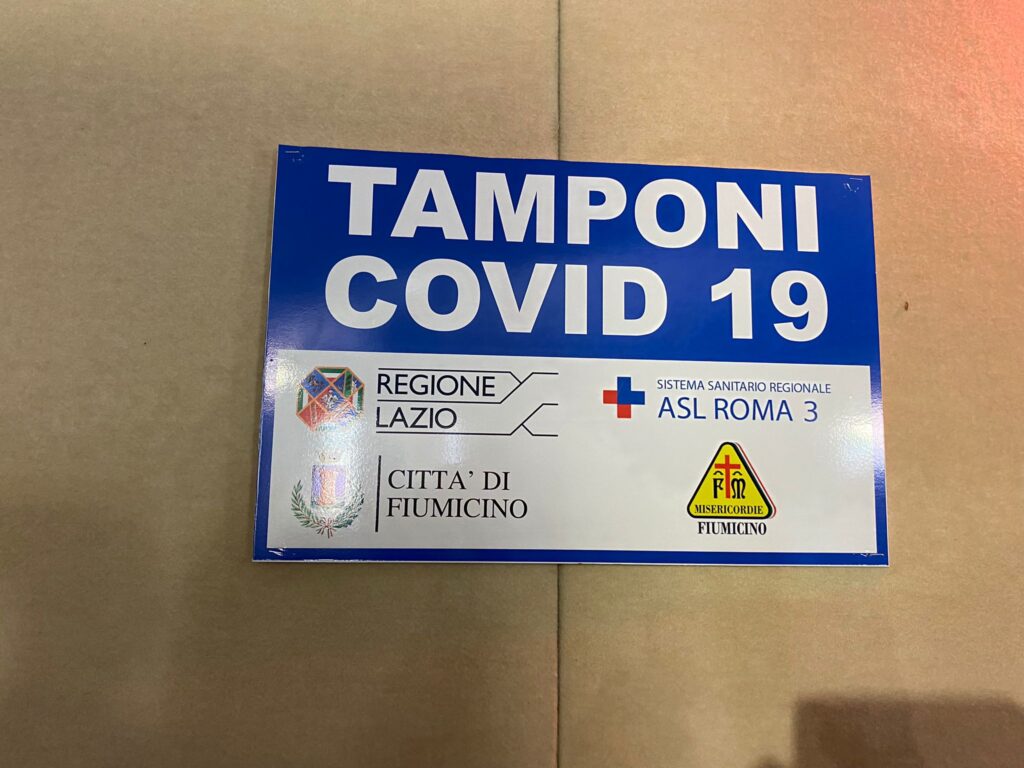 TAMPONI
COVID 19
REGIONE
LAZIO
SISTEMA SANITARIO REGIONALE
ASL ROMA 3
CITTA' DI
FIUMICINO
F M
MISERICORDIE
FIUMICINO